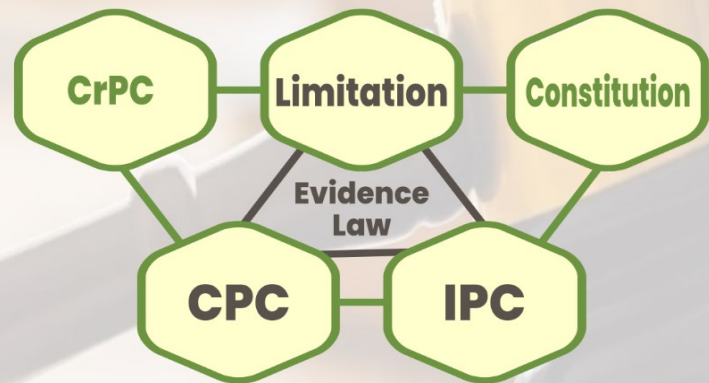 CrPC
Limitation
Constitution
Evidence
Law
CPC
IPC